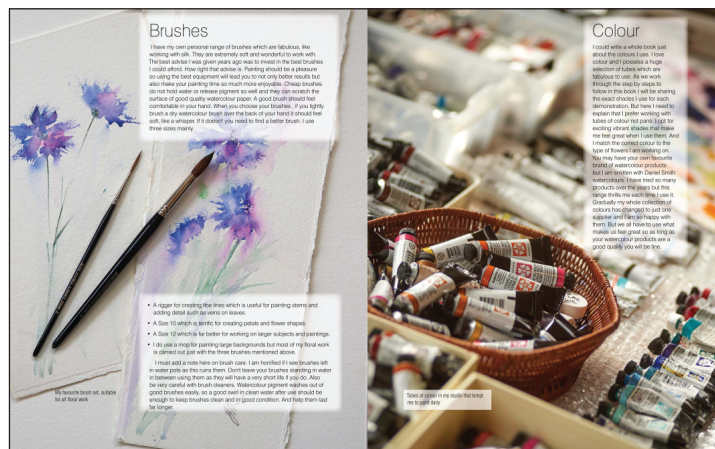 Brushes
I have my own personal range of brushes which are fabulous, like
working with silk. They are extremely soft and wonderful to work with.
The best advise I was given years ago was to invest in the best brushes
I could afford. How right that advise is. Painting should be a pleasure
so using the best equipment will lead you to not only better results but
also make your painting time so much more enjoyable. Cheap brushes
do not hold water or release pigment so well and they can scratch the
surface of good quality watercolour paper. A good brush should feel
comfortable in your hand. When you choose your brushes , If you lightly
brush a dry watercolour brush over the back of your hand it should feel
soft, like a whisper. If it doesn't you need to find a better brush. I use
three sizes mainly.
• A rigger for creating fine lines which is useful for painting stems and
adding detail such as veins on leaves.
• A Size 10 which is terrific for creating petals and flower shapes
• A Size 12 which is far better for working on larger subjects and paintings.
• I do use a mop for painting large backgrounds but most of my floral work
is carried out just with the three brushes mentioned above.
I must add a note here on brush care. I am horrified if I see brushes left
in water pots as this ruins them. Don't leave your brushes standing in water
in between using them as they will have a very short life if you do. Also
be very careful with brush cleaners. Watercolour pigment washes out of
good brushes easily, so a good swirl in clean water after use should be
enough to keep brushes clean and in good condition. And help them last
far longer.
My favourite brush set, suitable
for all floral work
Colour
I could write a whole book just
about the colours I use. I love
colour and I possess a huge
selection of tubes which are
fabulous to use. As we work
through the step by steps to
follow in this book I will be sharing
the exact shades I use for each
demonstration. But here I need to
explain that I prefer working with
tubes of colour not pans. I opt for
exciting vibrant shades that make
me feel great when I use them. And
I match the correct colour to the
type of flowers I am working on.
You may have your own favourite
brand of watercolour products
but I am smitten with Daniel Smith
watercolours. I have tried so many
products over the years but this
range thrills me each time I use it.
Gradually my whole collection of
colours has changed to just one
supplier and I am so happy with
them. But we all have to use what
makes us feel great so as long as
your watercolour products are a
good quality you will be fine.
Tubes of colour in my studio that tempt
me to paint daily